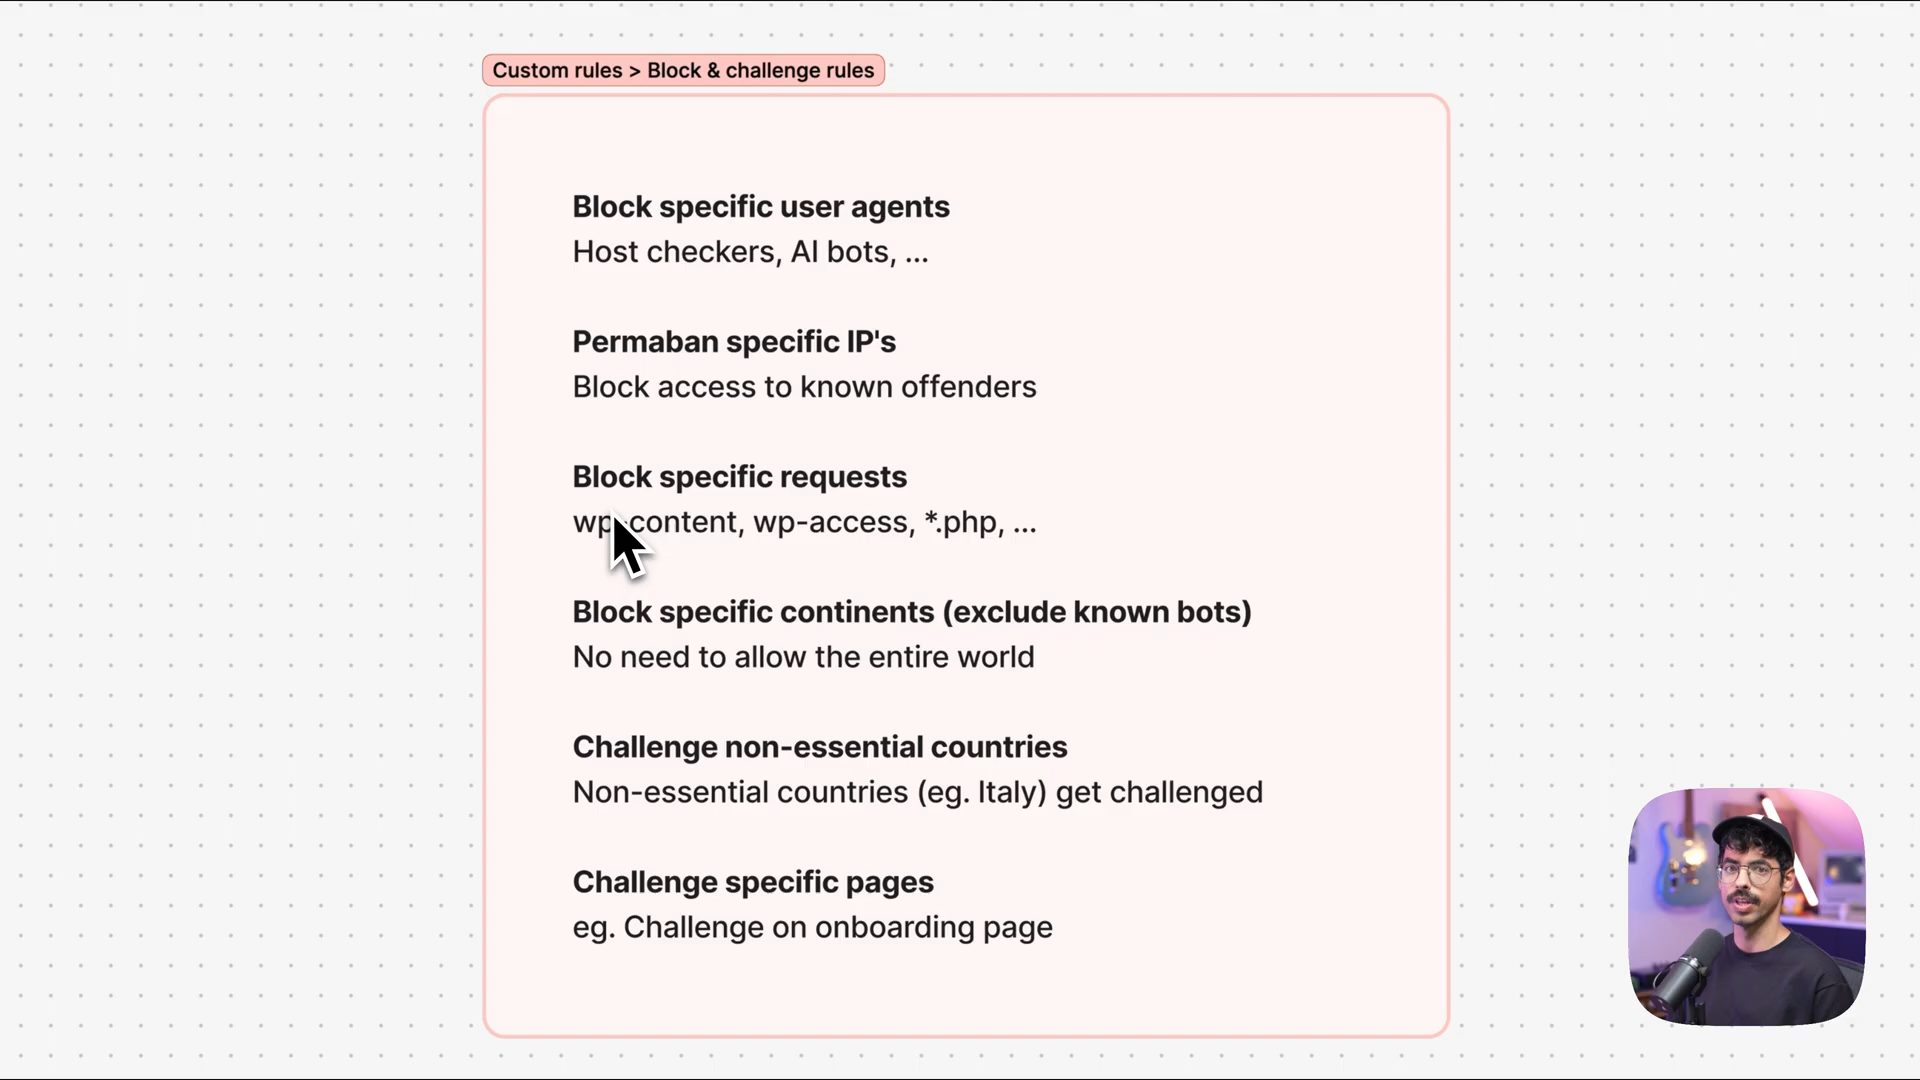 Custom rules > Block & challenge rules
Block specific user agents
Host checkers, AI bots, ...
Permaban specific IP's
Block access to known offenders
Block specific requests
wp-content, wp-access, *.php, ...
Block specific continents (exclude known bots)
No need to allow the entire world
Challenge non-essential countries
Non-essential countries (eg. Italy) get challenged
Challenge specific pages
eg. Challenge on onboarding page